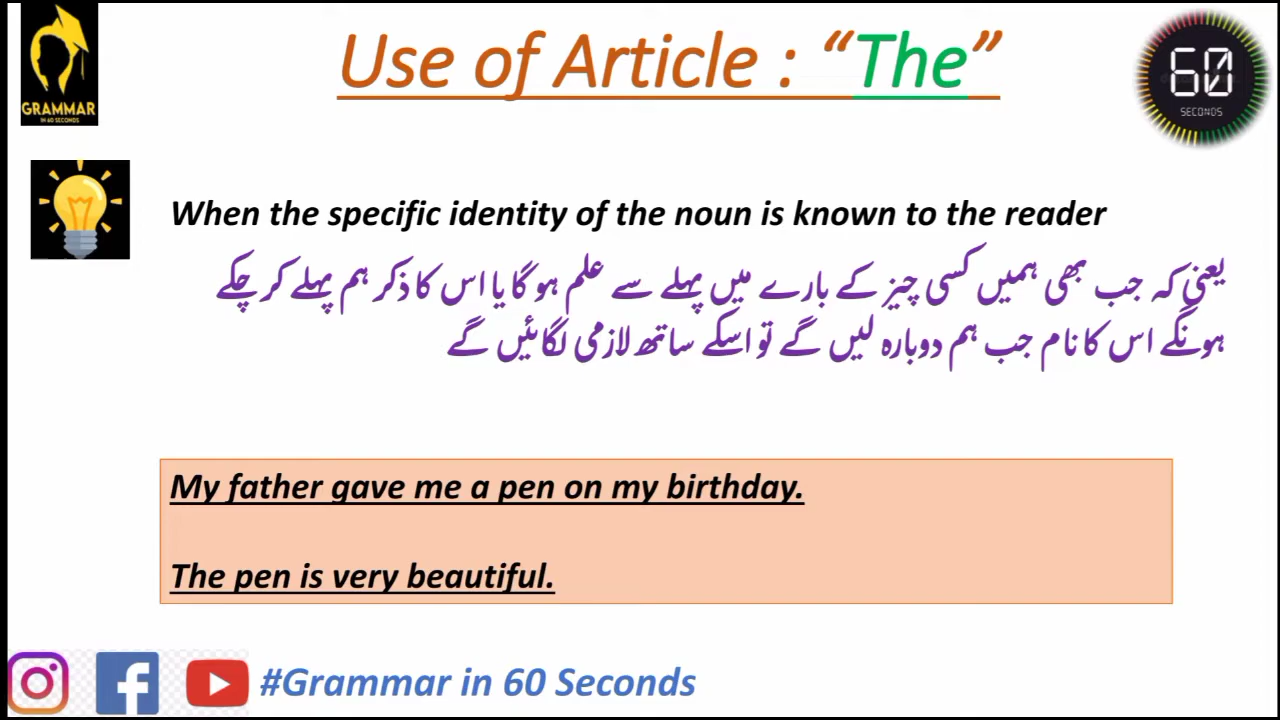 GRAMMAR
IN 60 SECONDS
Use of Article : “The”
60
SECONDS
When the specific identity of the noun is known to the reader
یعنی کہ جب بھی ہمیں کسی چیز کے بارے میں پہلے سے علم ہو گا یا اس کا ذکر ہم پہلے کر چکے
ہونگے اس کا نام جب ہم دوبارہ لیں گے تو اسکے ساتھ لازمی لگائیں گے
My father gave me a pen on my birthday.
The pen is very beautiful.
#Grammar in 60 Seconds